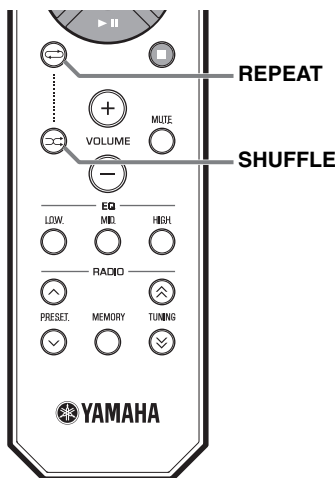 REPEAT
MUTE
VOLUME
SHUFFLE
EQ
LOW MID HIGH
RADIO
PRESET MEMORY TUNING
YAMAHA